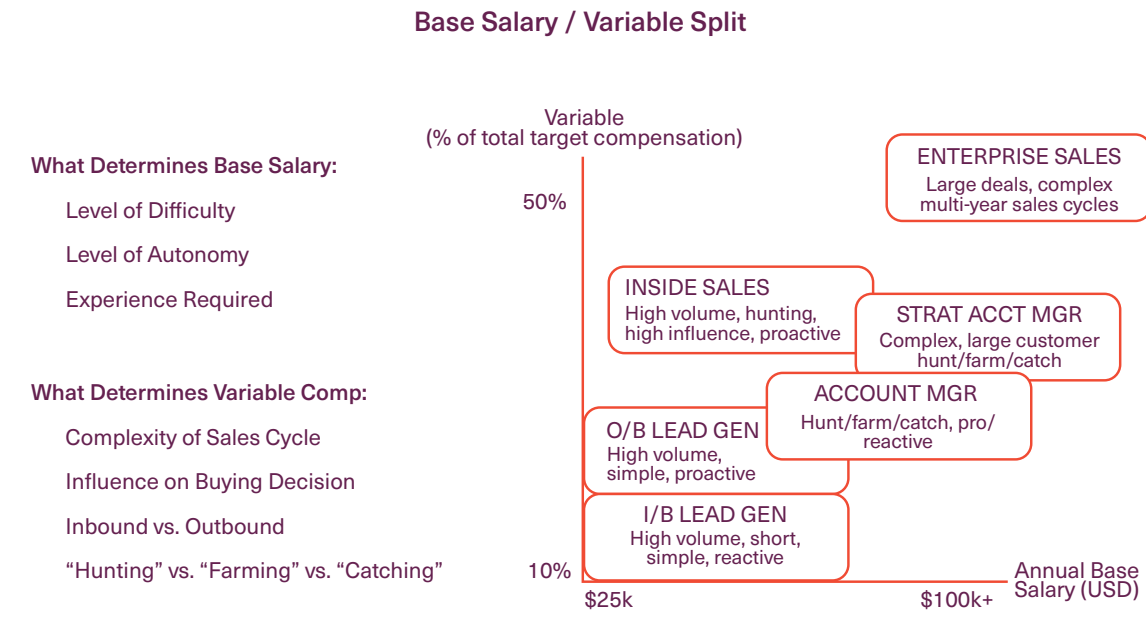 Base Salary / Variable Split
What Determines Base Salary:
Level of Difficulty
Level of Autonomy
Experience Required
What Determines Variable Comp:
Complexity of Sales Cycle
Influence on Buying Decision
Inbound vs. Outbound
“Hunting” vs. “Farming” vs. “Catching”
Variable
(% of total target compensation)
50%
10%
ENTERPRISE SALES
Large deals, complex
multi-year sales cycles
INSIDE SALES
High volume, hunting,
high influence, proactive
STRAT ACCT MGR
Complex, large customer
hunt/farm/catch
ACCOUNT MGR
Hunt/farm/catch, pro/
reactive
O/B LEAD GEN
High volume,
simple, proactive
I/B LEAD GEN
High volume, short,
simple, reactive
$25k
$100k+
Annual Base
Salary (USD)